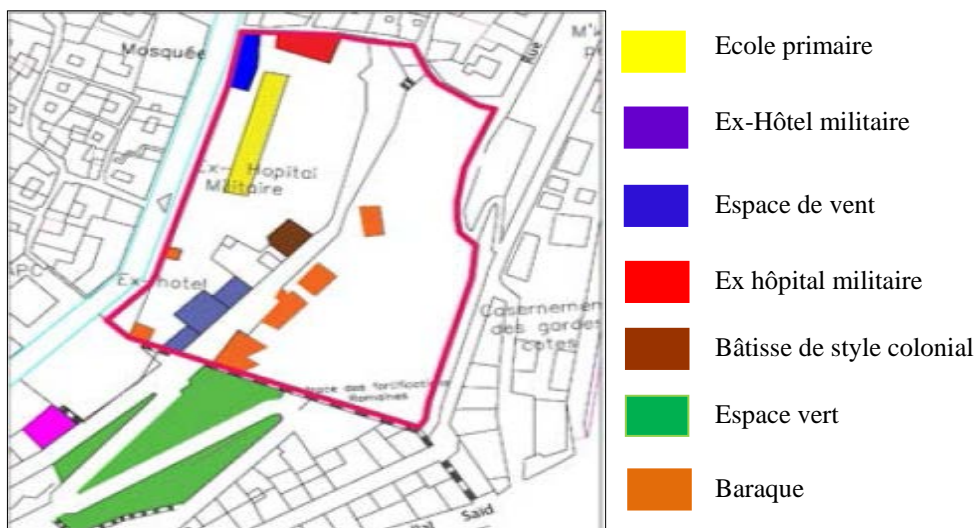 Mosquée
Rue
Ex- Hopital
Militaire
APC
Ex-hotel
Casernement
des gardes
cotes
Trace des fortifications
Romaines
Said
Ecole primaire
Ex-Hôtel militaire
Espace de vent
Ex hôpital militaire
Bâtisse de style colonial
Espace vert
Baraque